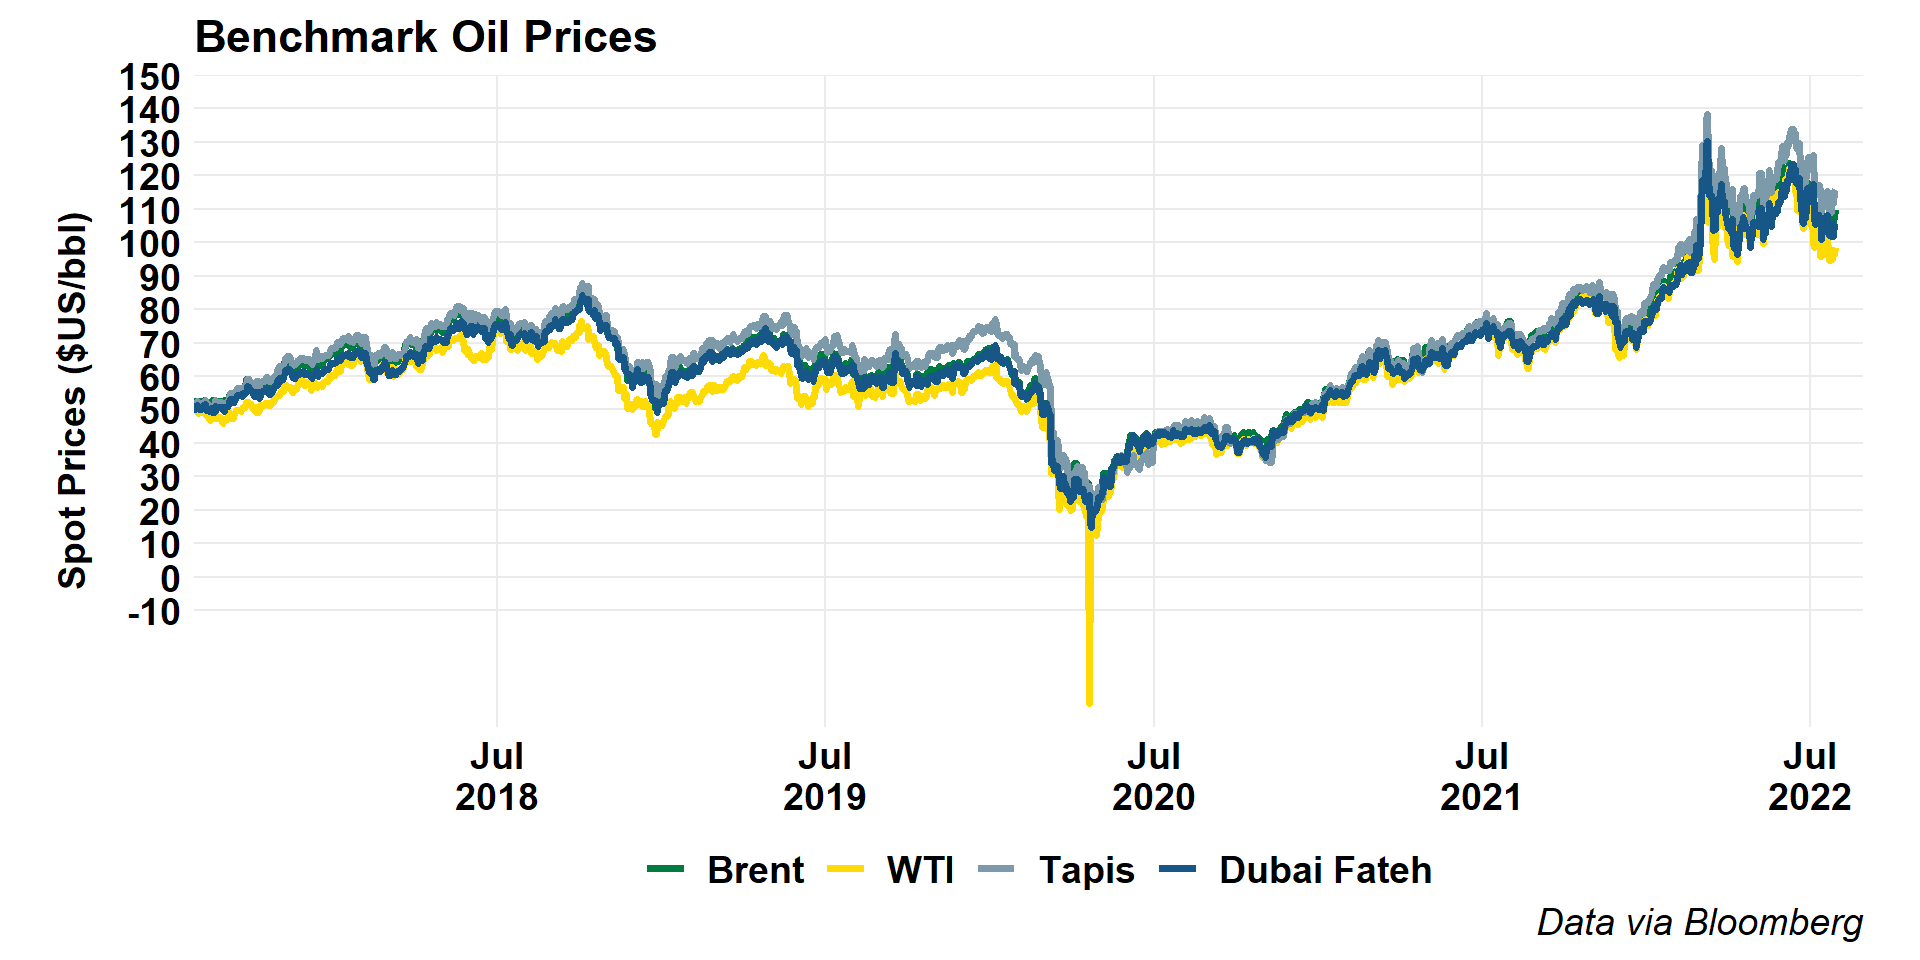 Benchmark Oil Prices
Spot Prices ($US/bbl)
150
140
130
120
110
100
90
80
70
60
50
40
30
20
10
0
-10
Jul
2018
Jul
2019
Jul
2020
Jul
2021
Jul
2022
Brent WTI Tapis Dubai Fateh
Data via Bloomberg